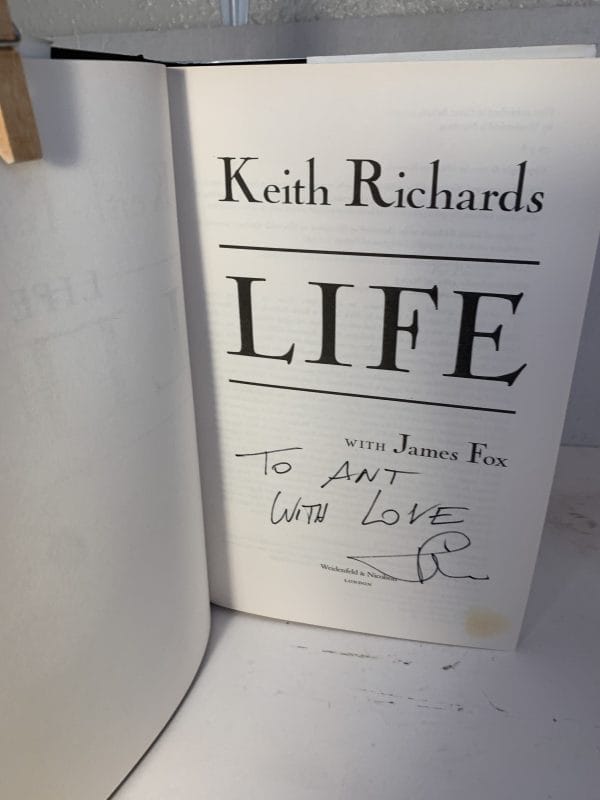 Keith Richards
LIFE
WITH James Fox
TO ANT
WITH LOVE
Weidenfeld & Nicolson
LONDON